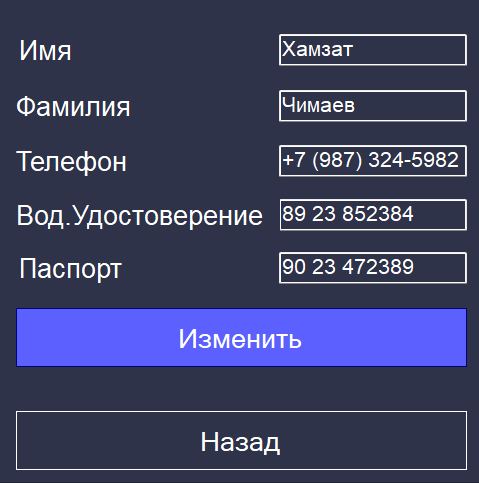 Имя Хамзат
Фамилия Чимаев
Телефон +7 (987) 324-5982
Вод.Удостоверение 89 23 852384
Паспорт 90 23 472389
Изменить
Назад